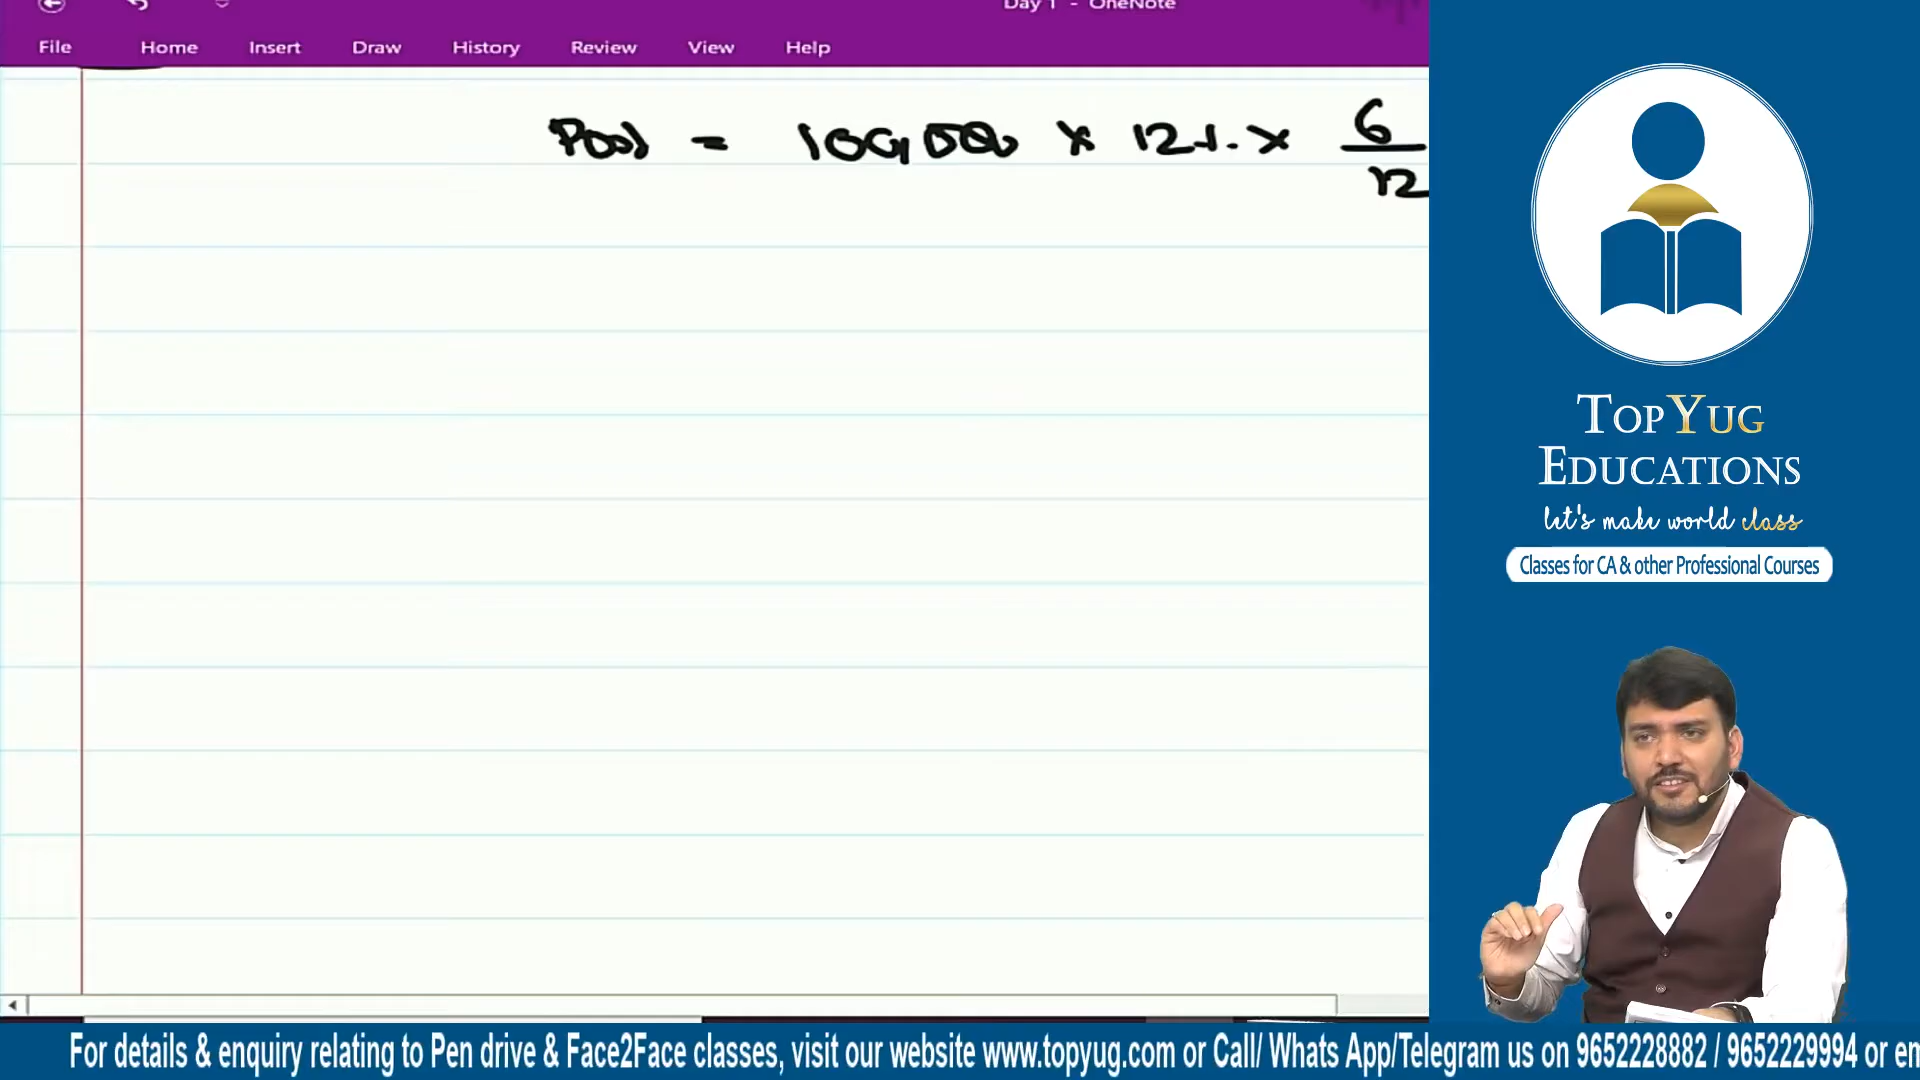 Day 1 - OneNote
File Home Insert Draw History Review View Help
= 100,000 x 12%. x 6/12
TOPYUG
EDUCATIONS
let's make world class
Classes for CA & other Professional Courses
For details & enquiry relating to Pen drive & Face2Face classes, visit our website www.topyug.com or Call/ Whats App/Telegram us on 9652228882 / 9652229994 or em